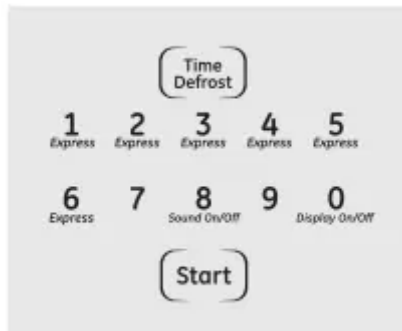 Time
Defrost
1 2 3 4 5
Express Express Express Express Express
6 7 8 9 0
Express Sound On/Off Display On/Off
Start